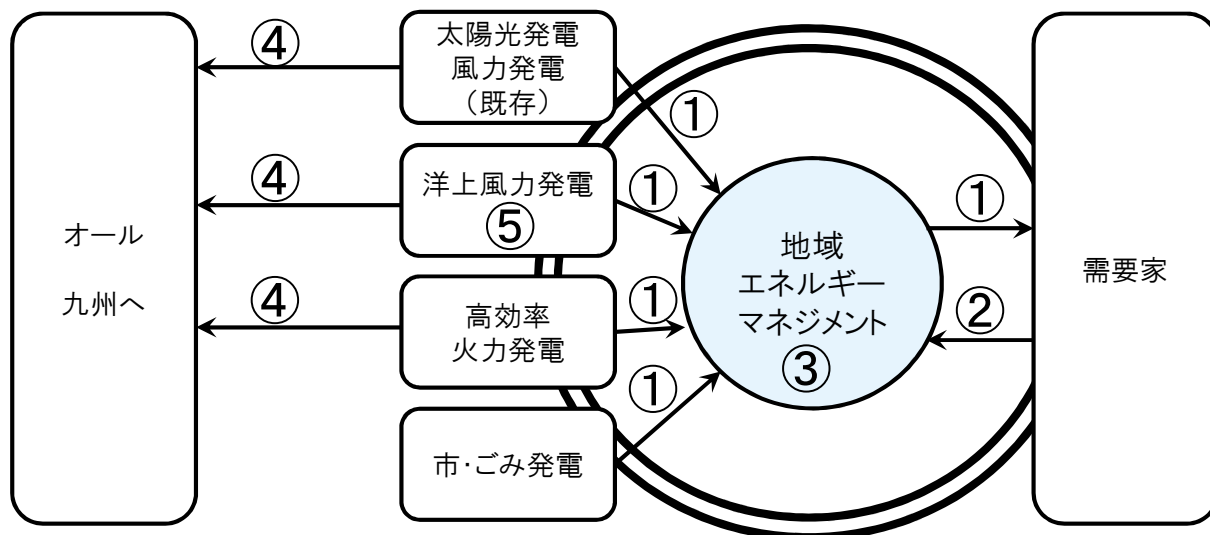 オール
九州へ
④
④
④
太陽光発電
風力発電
（既存）
洋上風力発電
⑤
高効率
火力発電
市・ごみ発電
①
①
①
①
地域
エネルギー
マネジメント
③
①
②
需要家